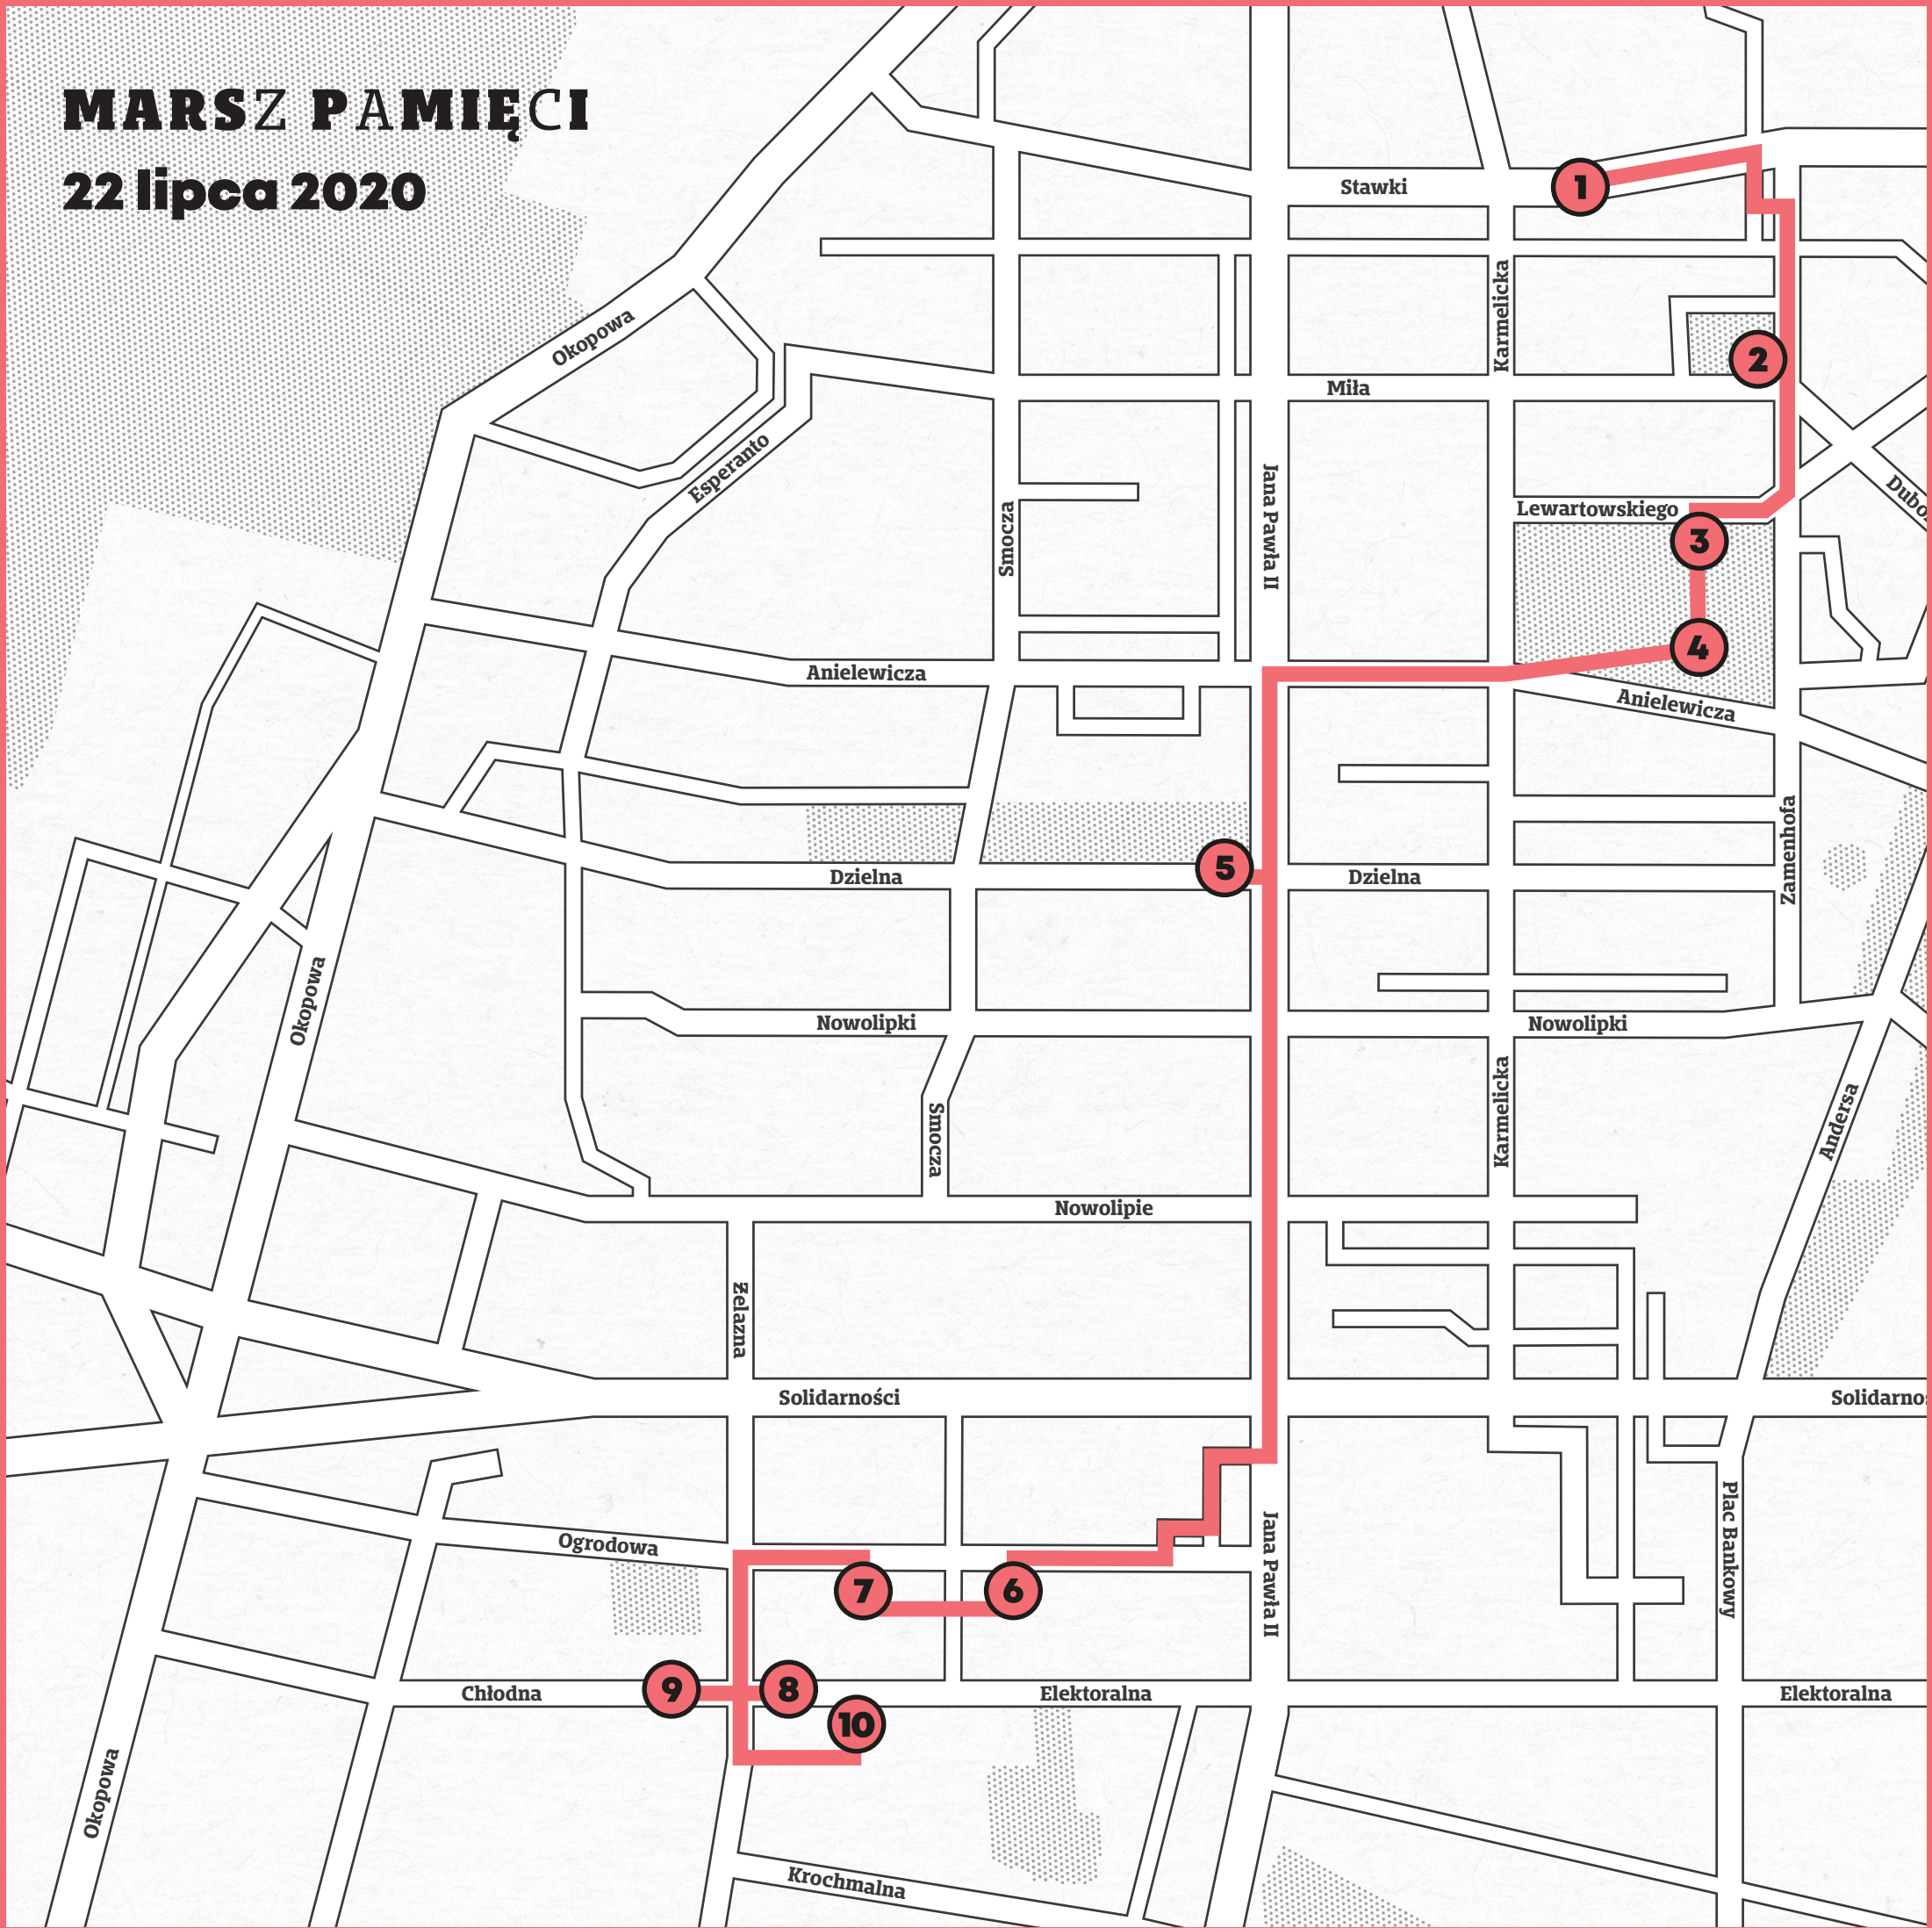 MARSZ PAMIĘCI
22 lipca 2020
Stawki
1
Karmelicka
Okopowa
2
Miła
Esperanto
Jana Pawła II
Smocza
Lewartowskiego
Dubo
3
4
Anielewicza
Anielewicza
Zamenhofa
5
Dzielna
Dzielna
Okopowa
Nowolipki
Nowolipki
Smocza
Karmelicka
Andersa
Nowolipie
Żelazna
Solidarności
Solidarnoś
Plac Bankowy
Jana Pawła II
Ogrodowa
7
6
9
8
Chłodna
Elektoralna
Elektoralna
10
Okopowa
Krochmalna